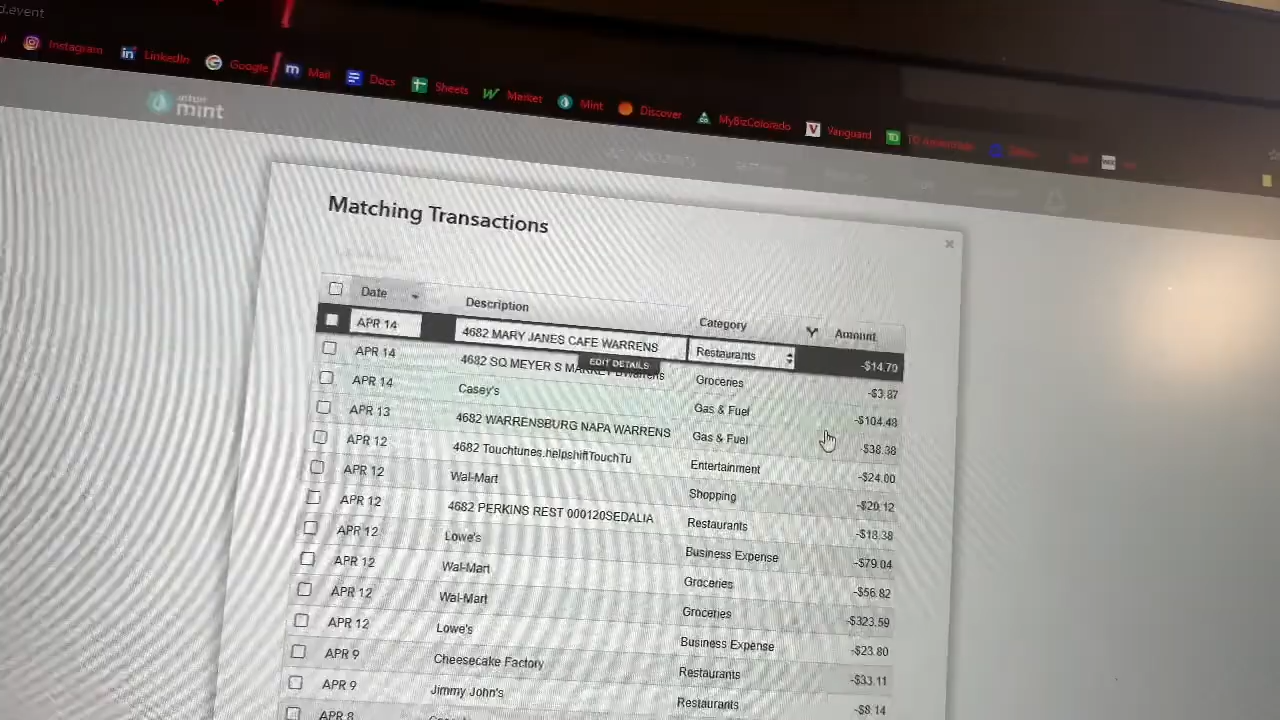 d.event
Instagram LinkedIn Google Mail Docs Sheets Market Mint Discover MyBizColorado Vanguard TD Ameritrade
intuit mint
Matching Transactions
Date Description Category Amount
APR 14 4682 MARY JANES CAFE WARRENS Restaurants -$14.70
EDIT DETAILS
APR 14 4682 SQ MEYER S MARKET Groceries -$3.87
APR 14 Casey's Gas & Fuel -$104.48
APR 13 4682 WARRENSBURG NAPA WARRENS Gas & Fuel -$38.38
APR 12 4682 Touchtunes.helpshiftTouchTu Entertainment -$24.00
APR 12 Wal-Mart Shopping -$20.12
APR 12 4682 PERKINS REST 000120SEDALIA Restaurants -$18.38
APR 12 Lowe's Business Expense -$79.04
APR 12 Wal-Mart Groceries -$56.82
APR 12 Wal-Mart Groceries -$323.59
APR 12 Lowe's Business Expense -$23.80
APR 9 Cheesecake Factory Restaurants -$33.11
APR 9 Jimmy John's Restaurants -$8.14
APR 8